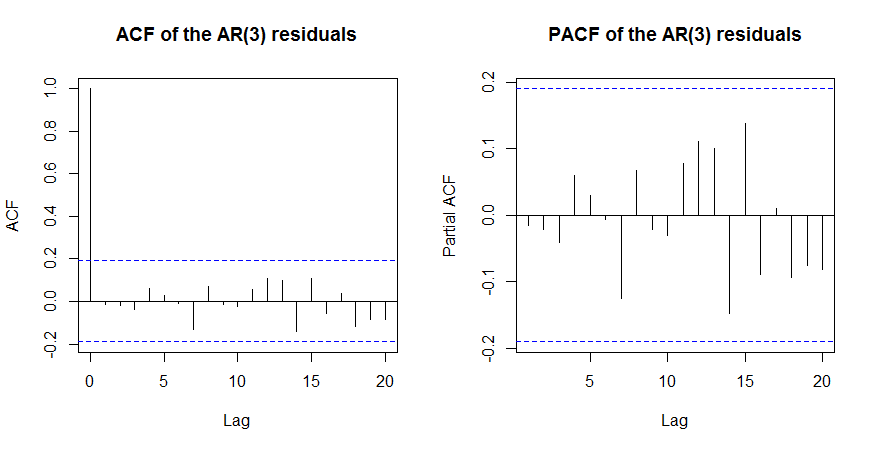 ACF of the AR(3) residuals
ACF
1.0
0.8
0.6
0.4
0.2
0.0
-0.2
0 5 10 15 20
Lag
PACF of the AR(3) residuals
Partial ACF
0.2
0.1
0.0
-0.1
-0.2
5 10 15 20
Lag